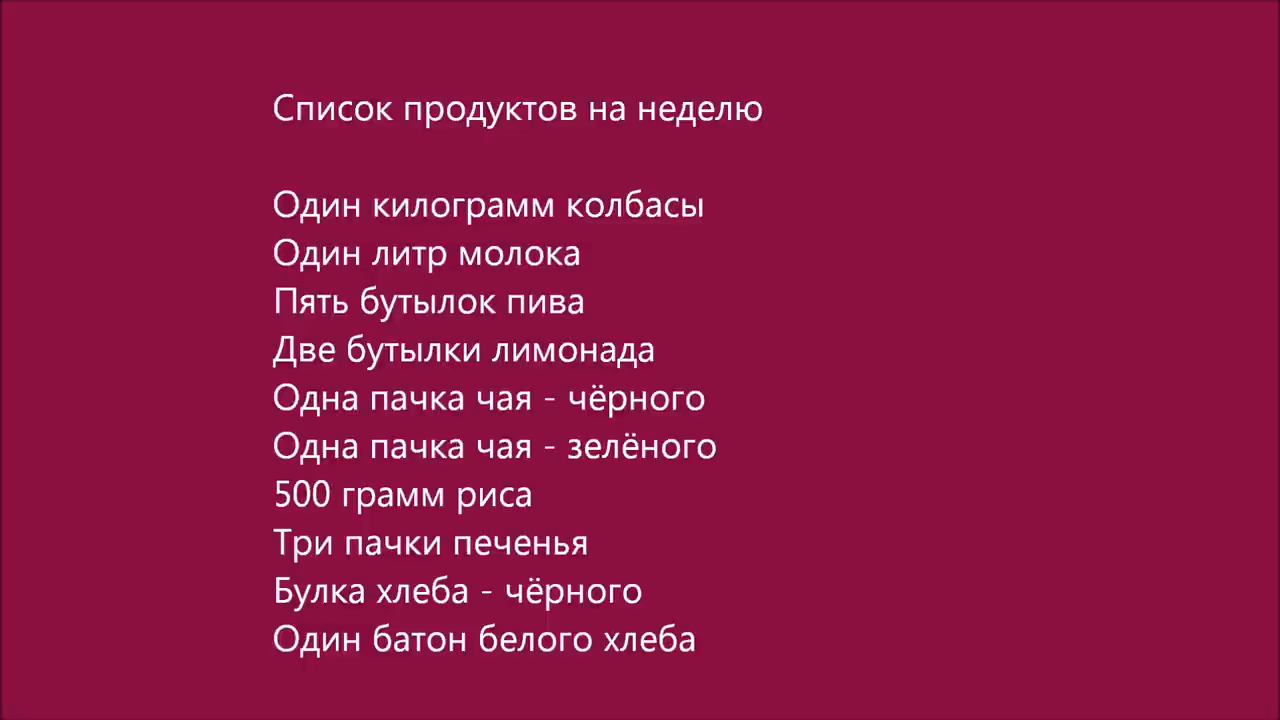 Список продуктов на неделю
Один килограмм колбасы
Один литр молока
Пять бутылок пива
Две бутылки лимонада
Одна пачка чая - чёрного
Одна пачка чая - зелёного
500 грамм риса
Три пачки печенья
Булка хлеба - чёрного
Один батон белого хлеба